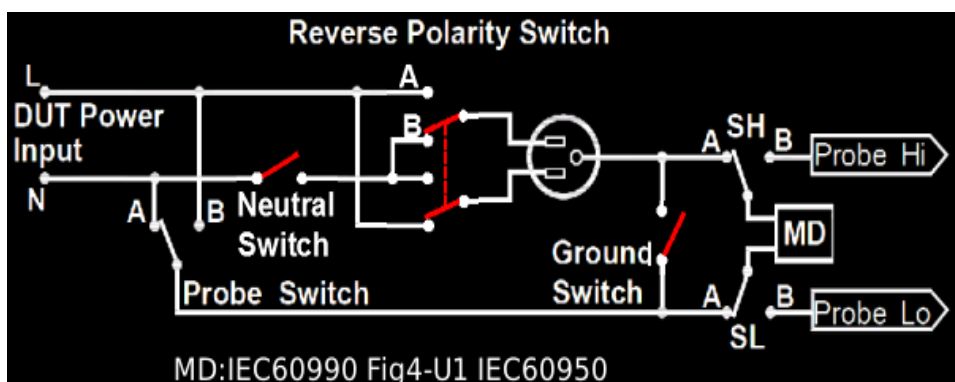 Reverse Polarity Switch
L
A
DUT Power
Input
B
N
A
B
Neutral
Switch
Probe Switch
Ground
Switch
A
SH
B
Probe Hi
MD
A
SL
B
Probe Lo
MD:IEC60990 Fig4-U1 IEC60950